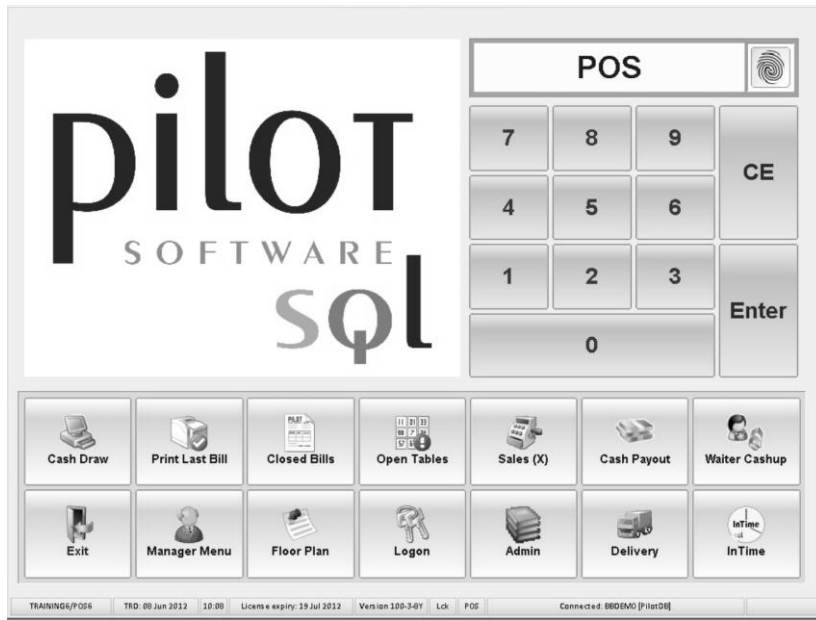 pilot
SOFTWARE
sql
POS
7 8 9 CE
4 5 6
1 2 3 Enter
0
Cash Draw Print Last Bill Closed Bills Open Tables Sales (X) Cash Payout Waiter Cashup
Exit Manager Menu Floor Plan Logon Admin Delivery InTime
TRAINING6/POS6 TRD: 08 Jun 2012 10:08 License expiry: 19 Jul 2012 Version 100-3-BY Lck POS Connected: BBDEMO [PilotDB]